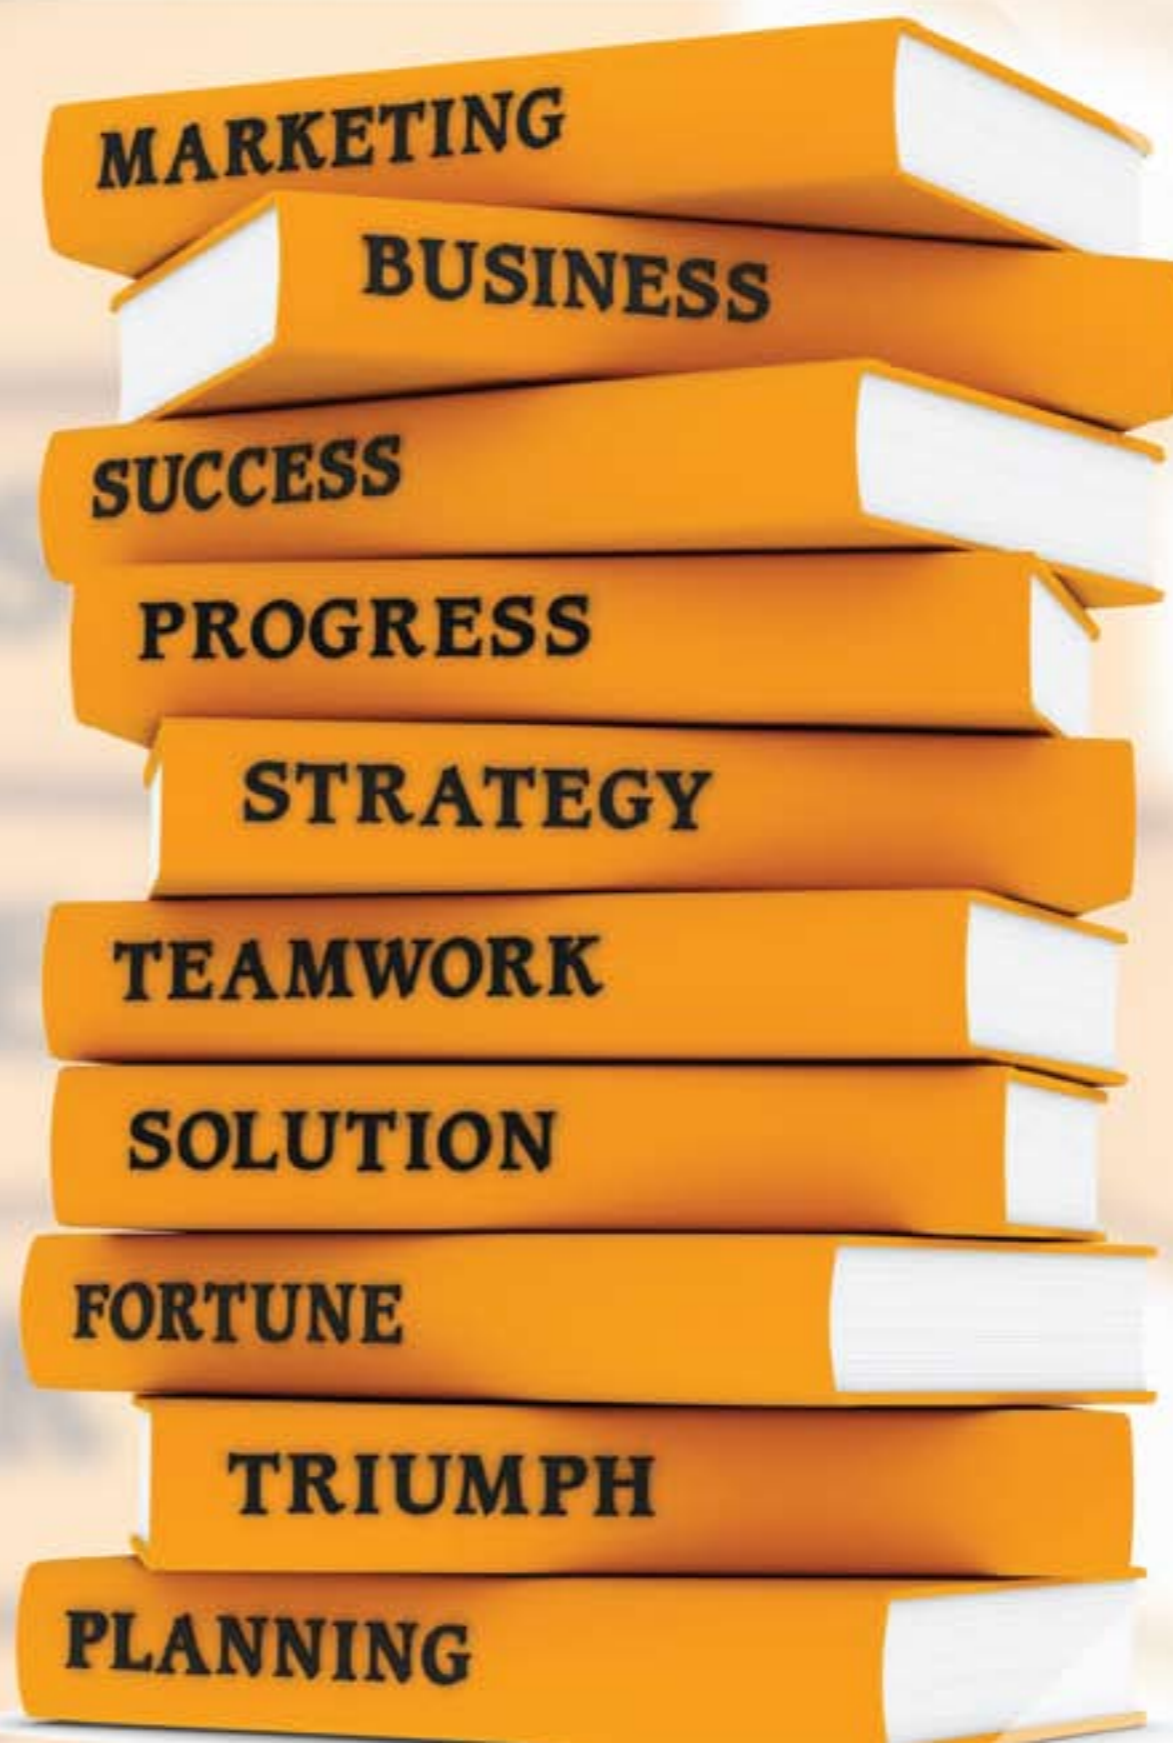 MARKETING
BUSINESS
SUCCESS
PROGRESS
STRATEGY
TEAMWORK
SOLUTION
FORTUNE
TRIUMPH
PLANNING